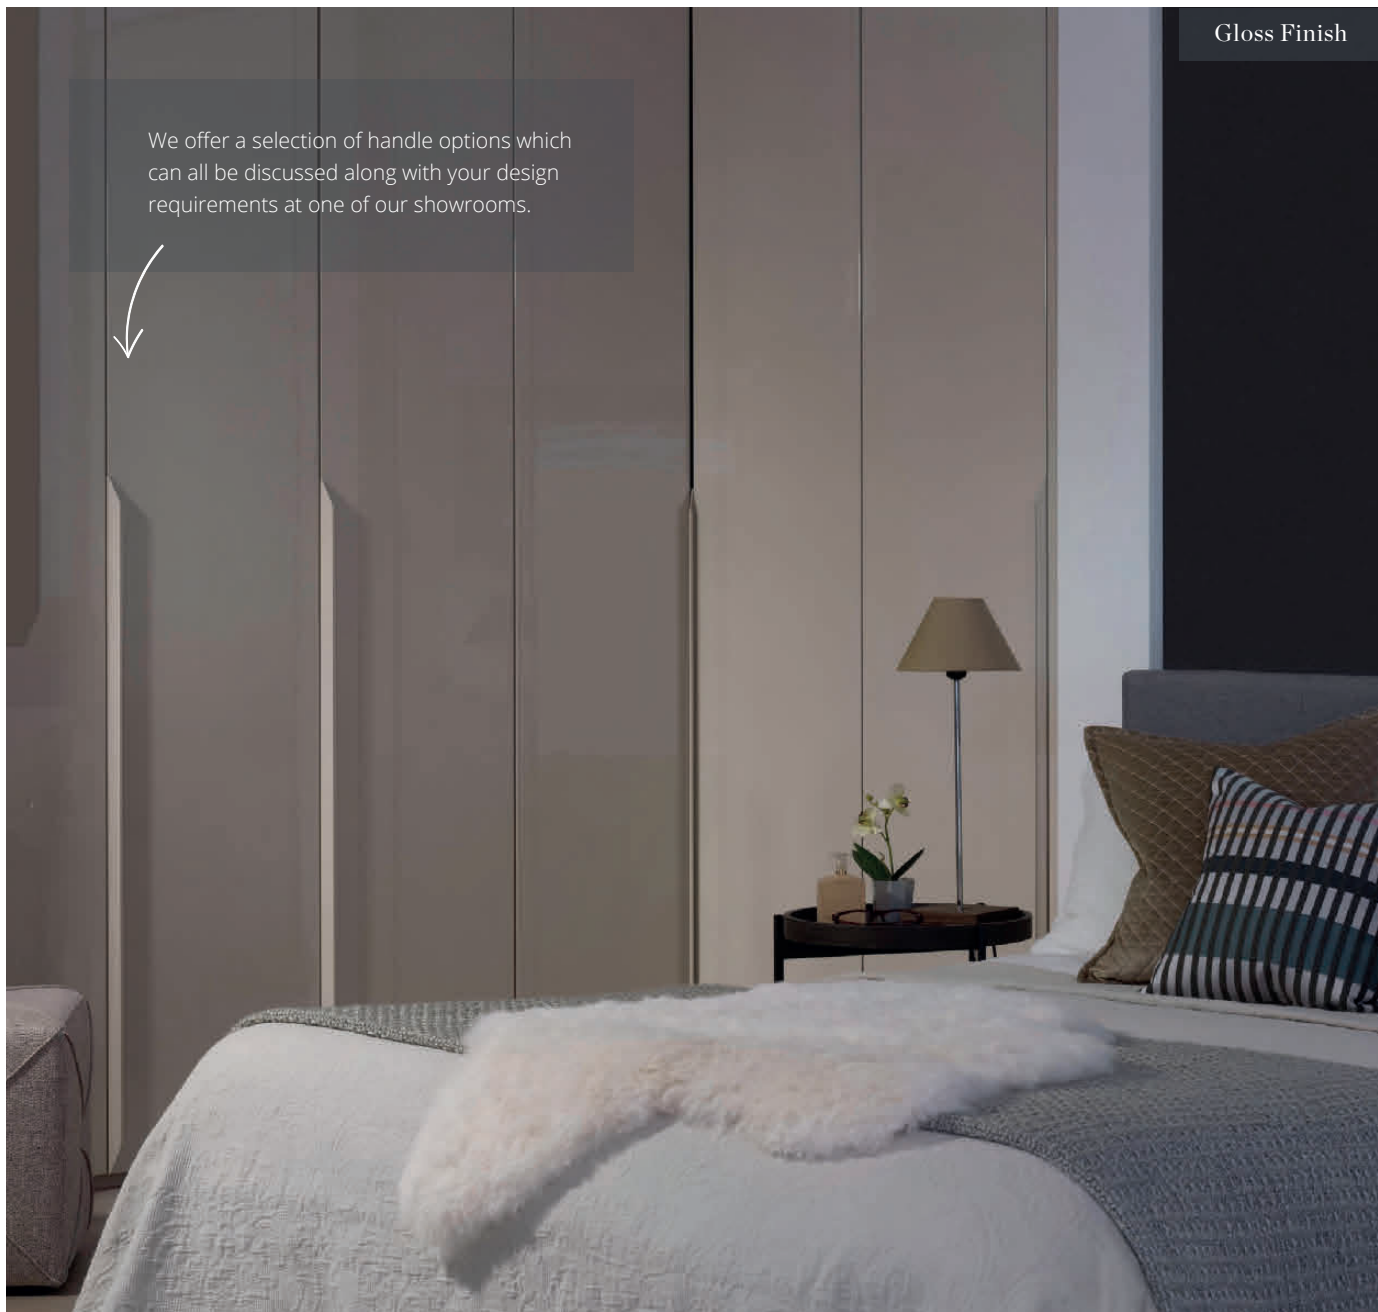 Gloss Finish
We offer a selection of handle options which
can all be discussed along with your design
requirements at one of our showrooms.